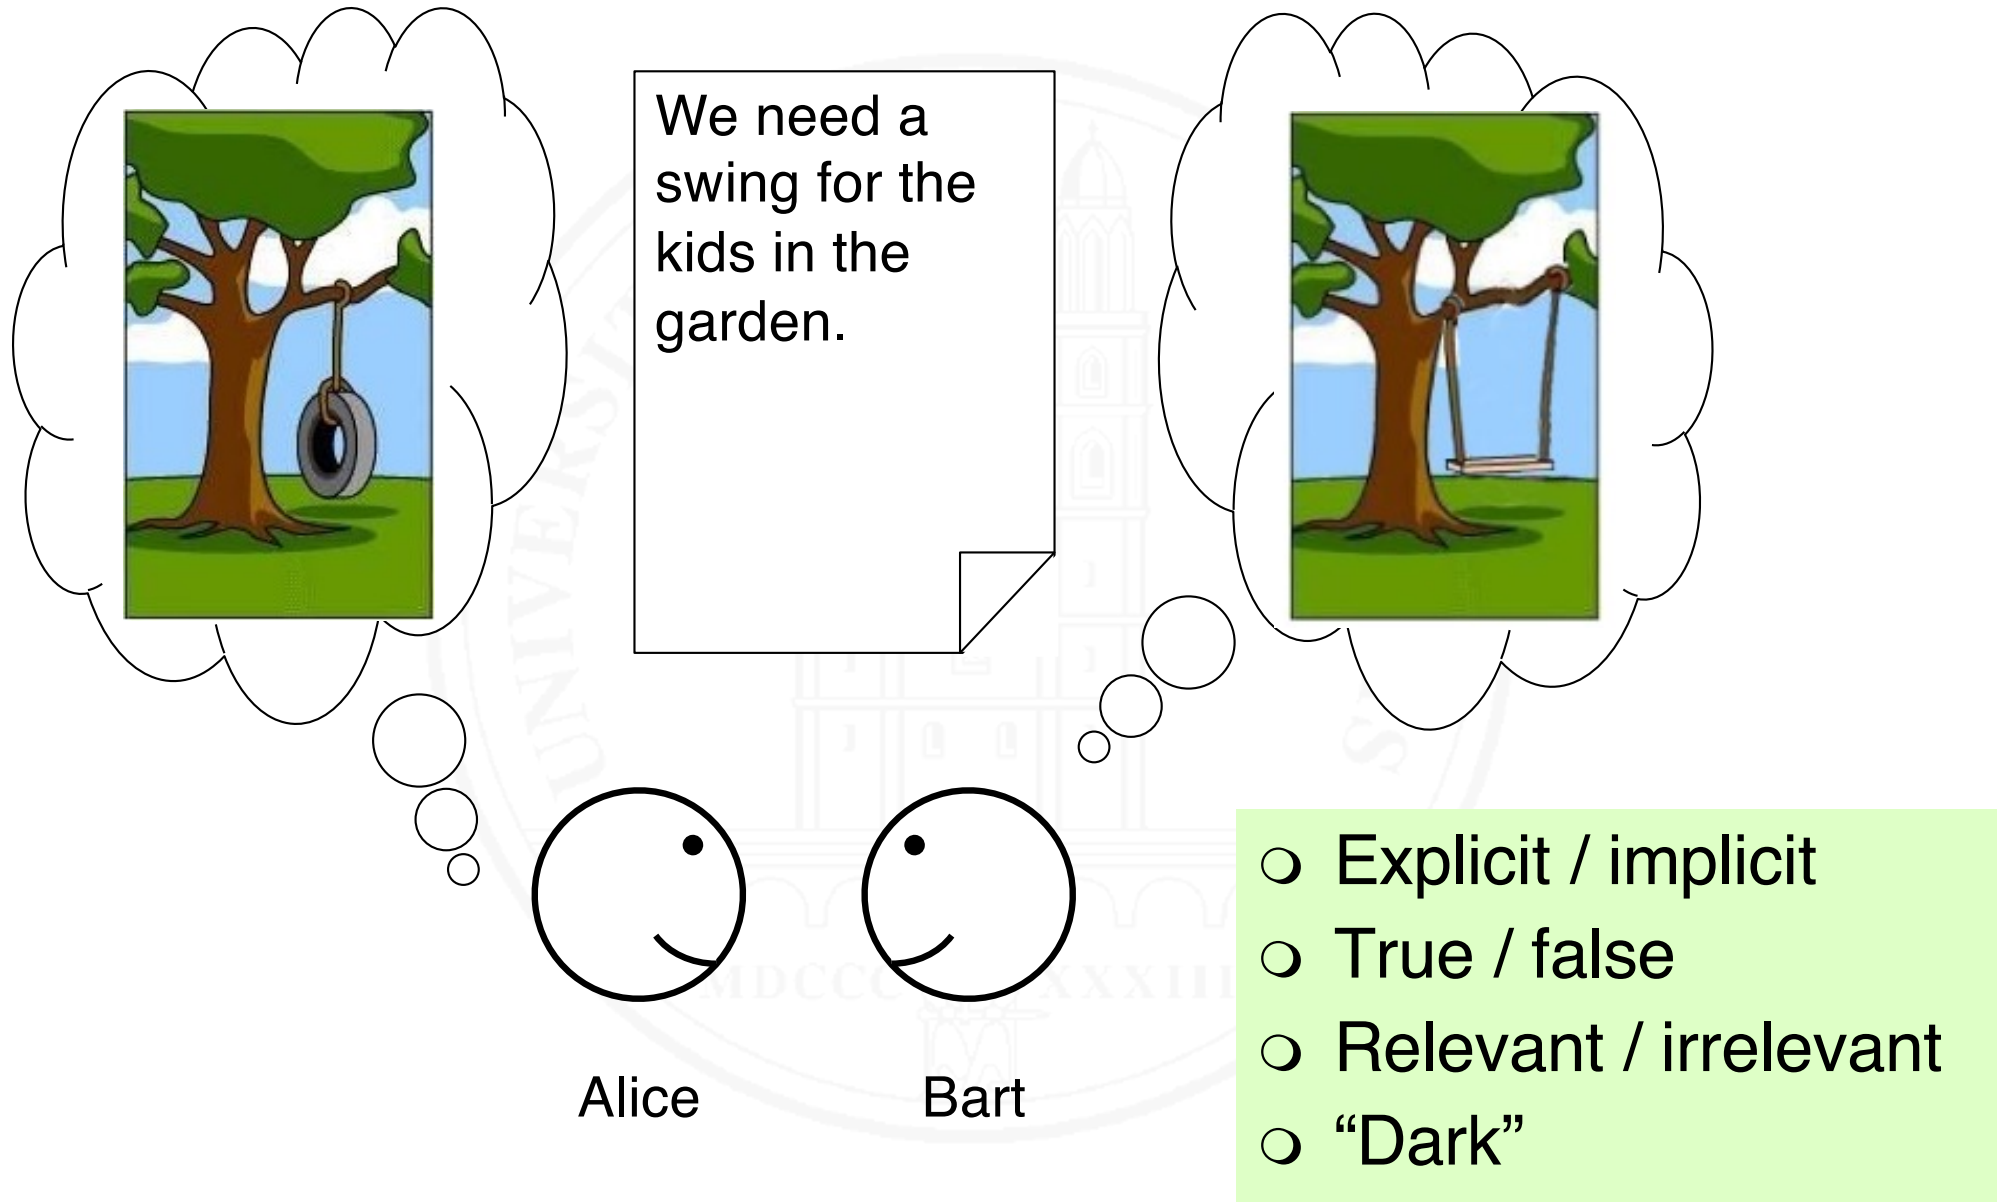 We need a
swing for the
kids in the
garden.
Alice
Bart
Explicit / implicit
True / false
Relevant / irrelevant
“Dark”